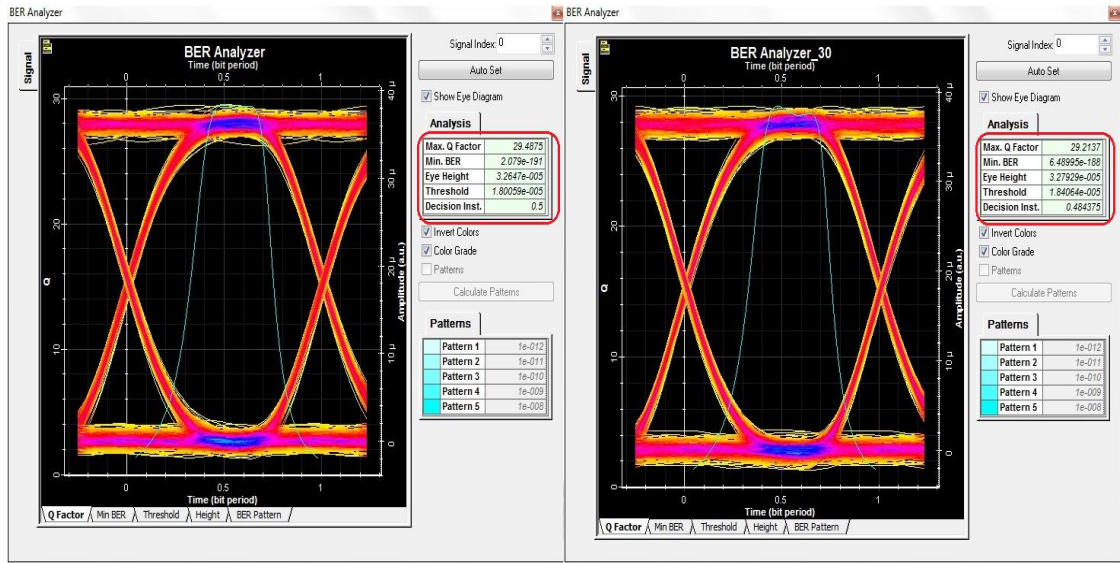 BER Analyzer
x
Signal
BER Analyzer
Time (bit period)
0 0.5 1
30
20
10
0
Q
40 µ
30 µ
20 µ
10 µ
0
Amplitude (a.u.)
0 0.5 1
Time (bit period)
Q Factor Min BER Threshold Height BER Pattern
Signal Index: 0
Auto Set
Show Eye Diagram
Analysis
Max. Q Factor 29.4875
Min. BER 2.079e-191
Eye Height 3.2647e-005
Threshold 1.80059e-005
Decision Inst. 0.5
Invert Colors
Color Grade
Patterns
Calculate Patterns
Patterns
Pattern 1 1e-012
Pattern 2 1e-011
Pattern 3 1e-010
Pattern 4 1e-009
Pattern 5 1e-008
BER Analyzer
x
Signal
BER Analyzer_30
Time (bit period)
0 0.5 1
30
20
10
0
Q
40 µ
30 µ
20 µ
10 µ
0
Amplitude (a.u.)
0 0.5 1
Time (bit period)
Q Factor Min BER Threshold Height BER Pattern
Signal Index: 0
Auto Set
Show Eye Diagram
Analysis
Max. Q Factor 29.2137
Min. BER 6.48995e-188
Eye Height 3.27929e-005
Threshold 1.84064e-005
Decision Inst. 0.484375
Invert Colors
Color Grade
Patterns
Calculate Patterns
Patterns
Pattern 1 1e-012
Pattern 2 1e-011
Pattern 3 1e-010
Pattern 4 1e-009
Pattern 5 1e-008